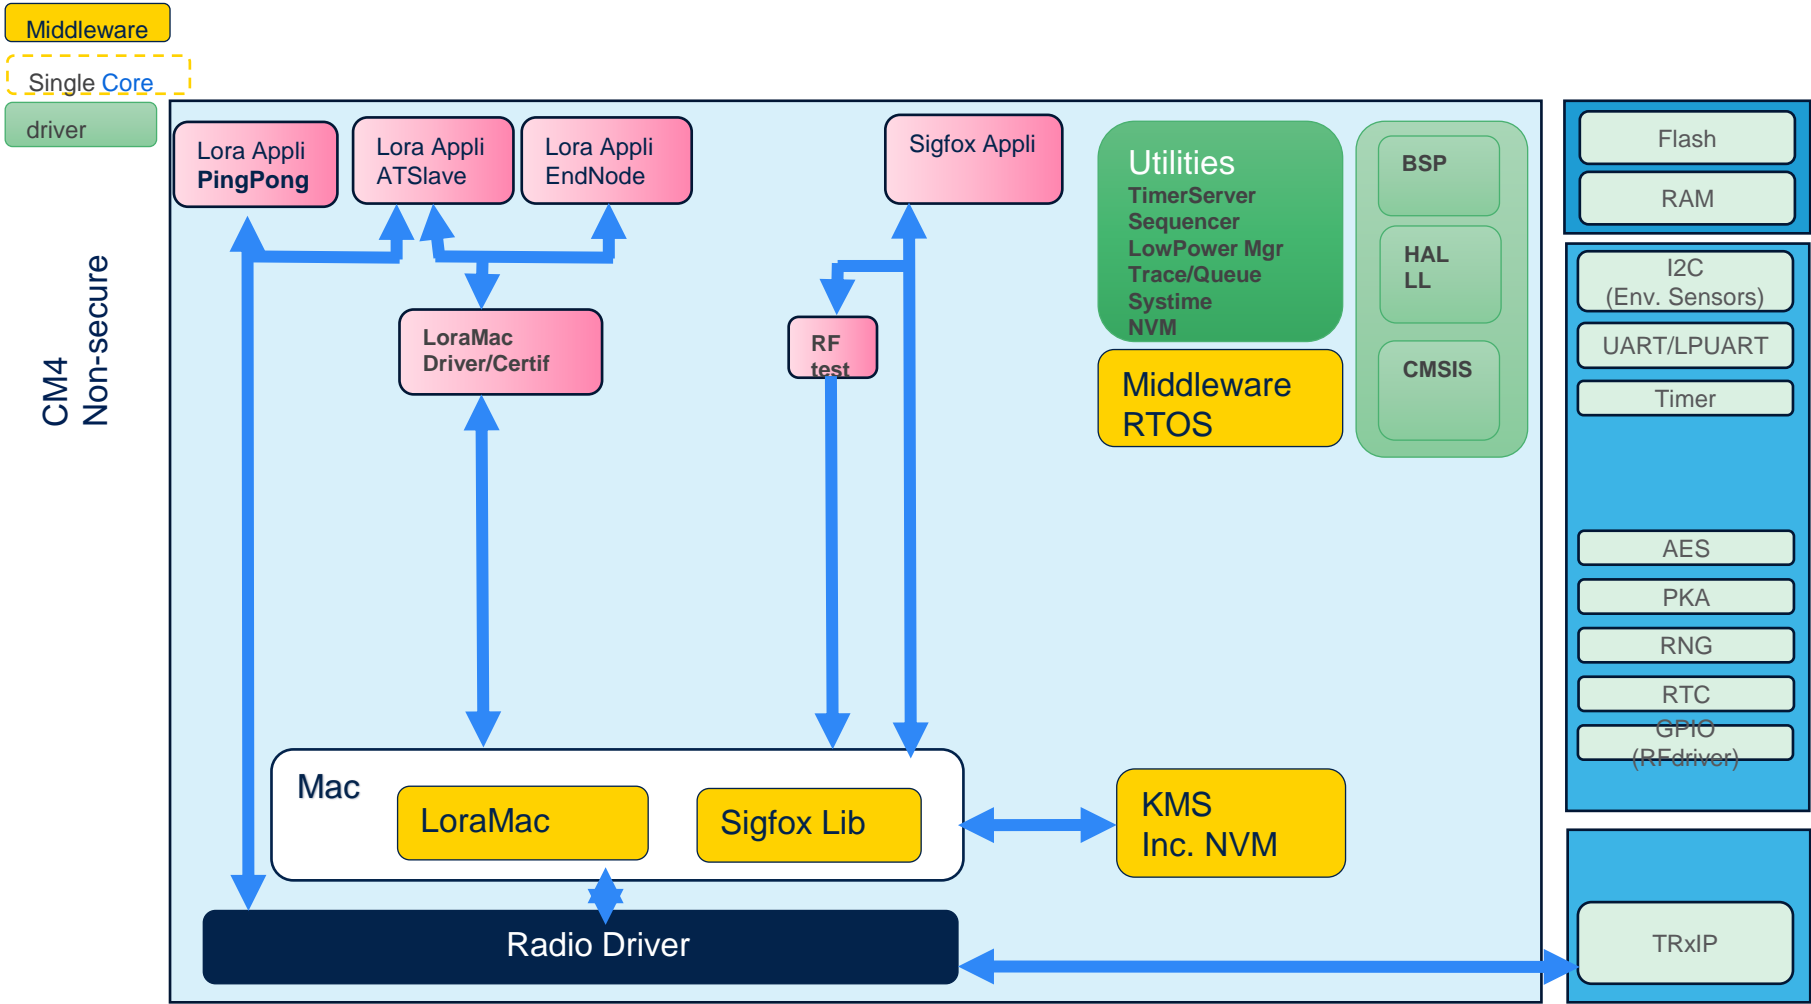 Middleware
Single Core
driver
CM4
Non-secure
Lora Appli
PingPong
Lora Appli
ATSlave
Lora Appli
EndNode
Sigfox Appli
Utilities
TimerServer
Sequencer
LowPower Mgr
Trace/Queue
Systime
NVM
BSP
HAL
LL
CMSIS
Middleware
RTOS
LoraMac
Driver/Certif
RF
test
Mac
LoraMac
Sigfox Lib
KMS
Inc. NVM
Radio Driver
Flash
RAM
I2C
(Env. Sensors)
UART/LPUART
Timer
AES
PKA
RNG
RTC
GPIO
(RFdriver)
TRxIP